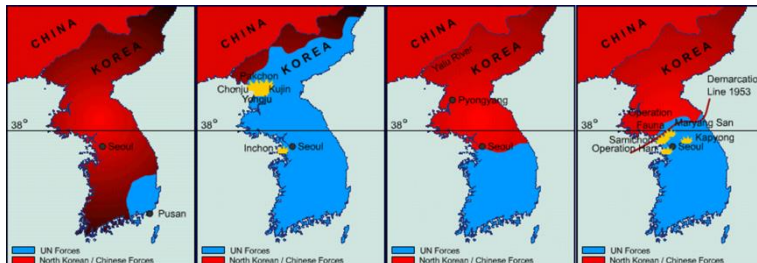 CHINA
KOREA
38°
Seoul
Pusan
UN Forces
North Korean / Chinese Forces
CHINA
KOREA
Pakchon
Chonju
Kujin
Yongju
38°
Inchon
Seoul
UN Forces
North Korean / Chinese Forces
CHINA
KOREA
Yalu River
Pyongyang
38°
Seoul
UN Forces
North Korean / Chinese Forces
CHINA
KOREA
Demarcation
Line 1953
Operation
Fauna
Maryang San
38°
Samichon
Kapyong
Operation Han
Seoul
UN Forces
North Korean / Chinese Forces